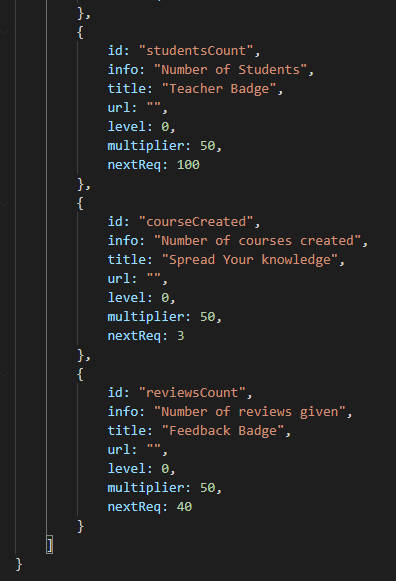 },
{
id: "studentsCount",
info: "Number of Students",
title: "Teacher Badge",
url: "",
level: 0,
multiplier: 50,
nextReq: 100
},
{
id: "courseCreated",
info: "Number of courses created",
title: "Spread Your knowledge",
url: "",
level: 0,
multiplier: 50,
nextReq: 3
},
{
id: "reviewsCount",
info: "Number of reviews given",
title: "Feedback Badge",
url: "",
level: 0,
multiplier: 50,
nextReq: 40
}
]
}